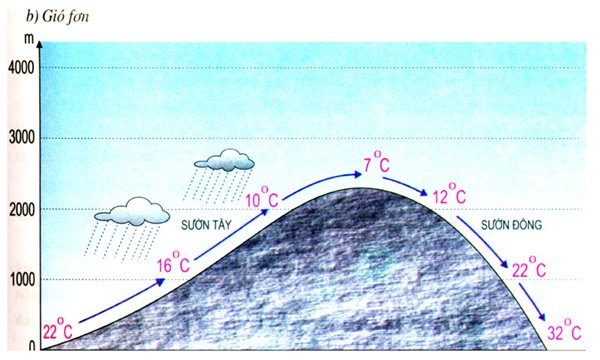 b) Gió fơn
m
4000
3000
2000
1000
0
22°C
16°C
10°C
7°C
12°C
22°C
32°C
SƯỜN TÂY
SƯỜN ĐÔNG